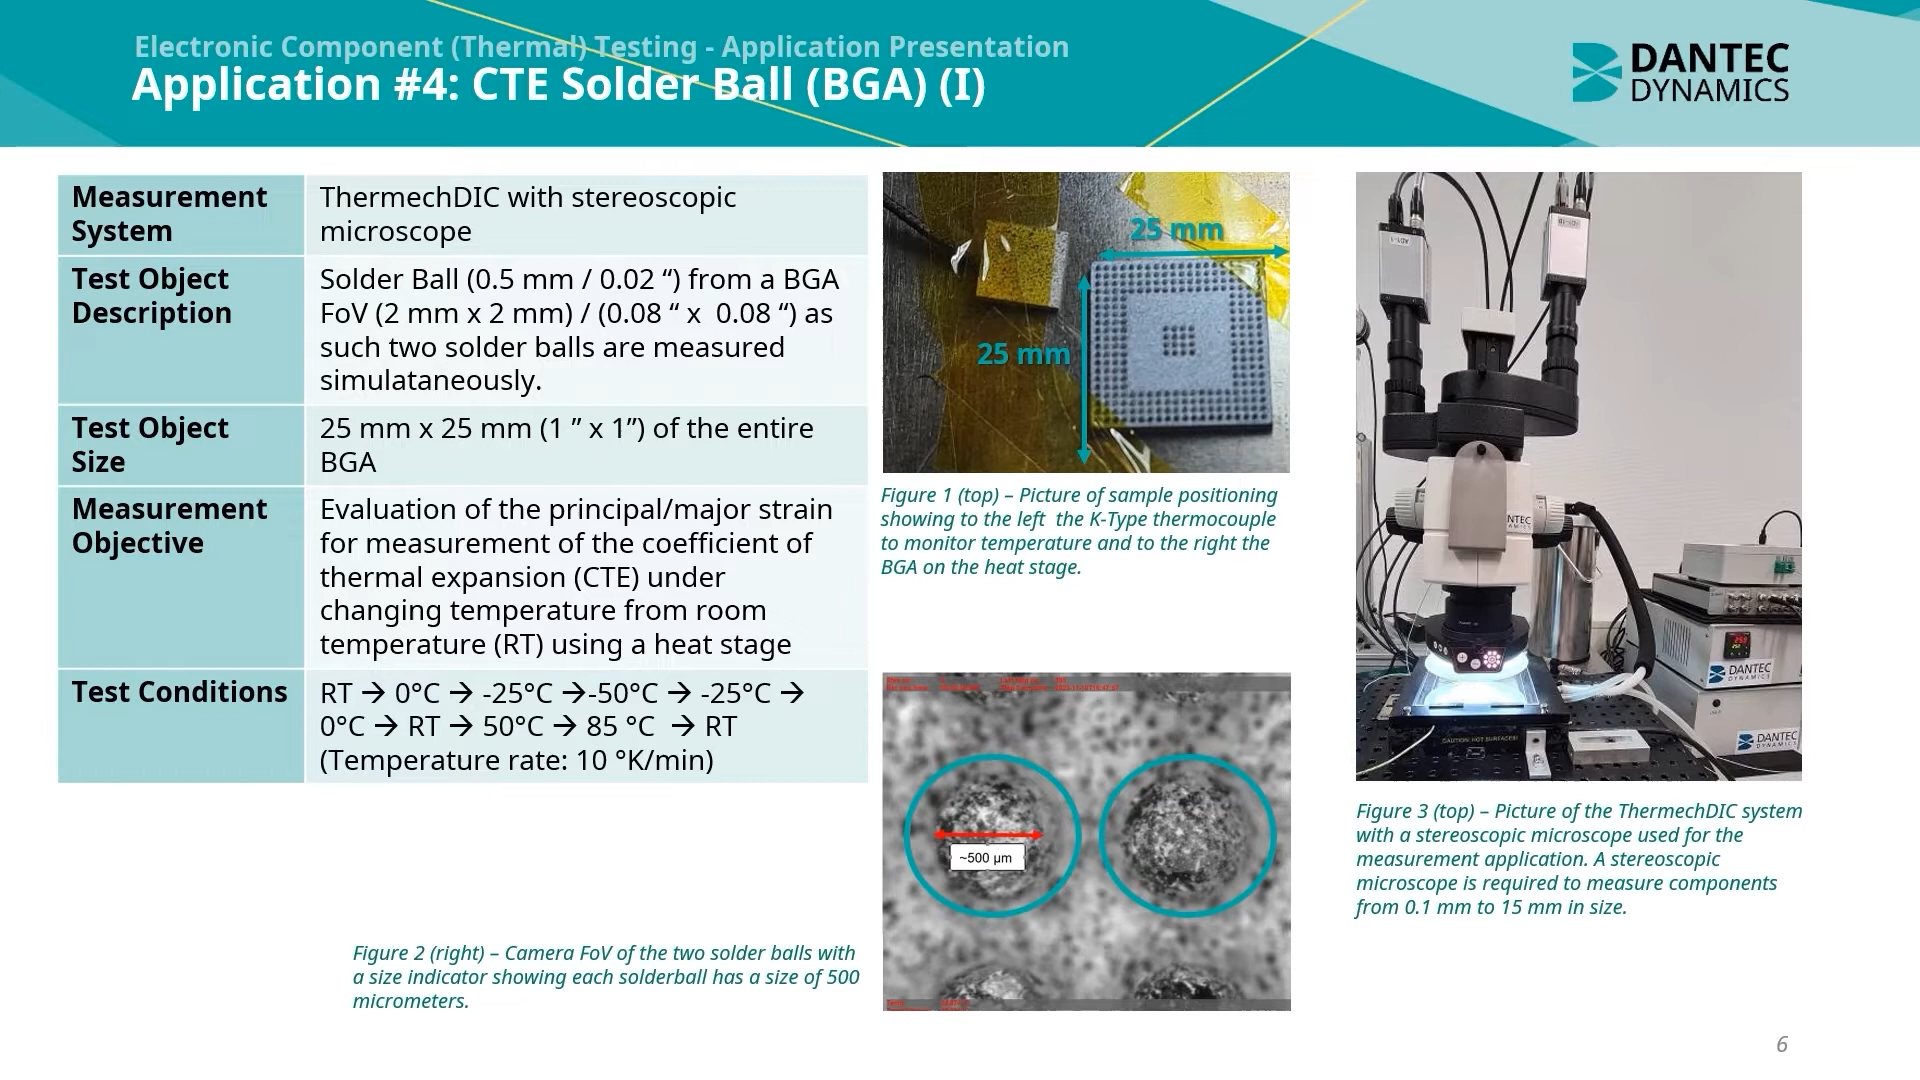 Electronic Component (Thermal) Testing - Application Presentation
Application #4: CTE Solder Ball (BGA) (I)
DANTEC
DYNAMICS
Measurement
System
ThermechDIC with stereoscopic
microscope
Test Object
Description
Solder Ball (0.5 mm / 0.02 “) from a BGA
FoV (2 mm x 2 mm) / (0.08 “ x  0.08 “) as
such two solder balls are measured
simulataneously.
Test Object
Size
25 mm x 25 mm (1 ” x 1”) of the entire
BGA
Measurement
Objective
Evaluation of the principal/major strain
for measurement of the coefficient of
thermal expansion (CTE) under
changing temperature from room
temperature (RT) using a heat stage
Test Conditions
RT → 0°C → -25°C →-50°C → -25°C →
0°C → RT → 50°C → 85 °C  → RT
(Temperature rate: 10 °K/min)
25 mm
25 mm
Figure 1 (top) – Picture of sample positioning
showing to the left  the K-Type thermocouple
to monitor temperature and to the right the
BGA on the heat stage.
~500 µm
Figure 2 (right) – Camera FoV of the two solder balls with
a size indicator showing each solderball has a size of 500
micrometers.
DANTEC
DYNAMICS
DANTEC
DYNAMICS
CAUTION: HOT SURFACES!
Figure 3 (top) – Picture of the ThermechDIC system
with a stereoscopic microscope used for the
measurement application. A stereoscopic
microscope is required to measure components
from 0.1 mm to 15 mm in size.
6